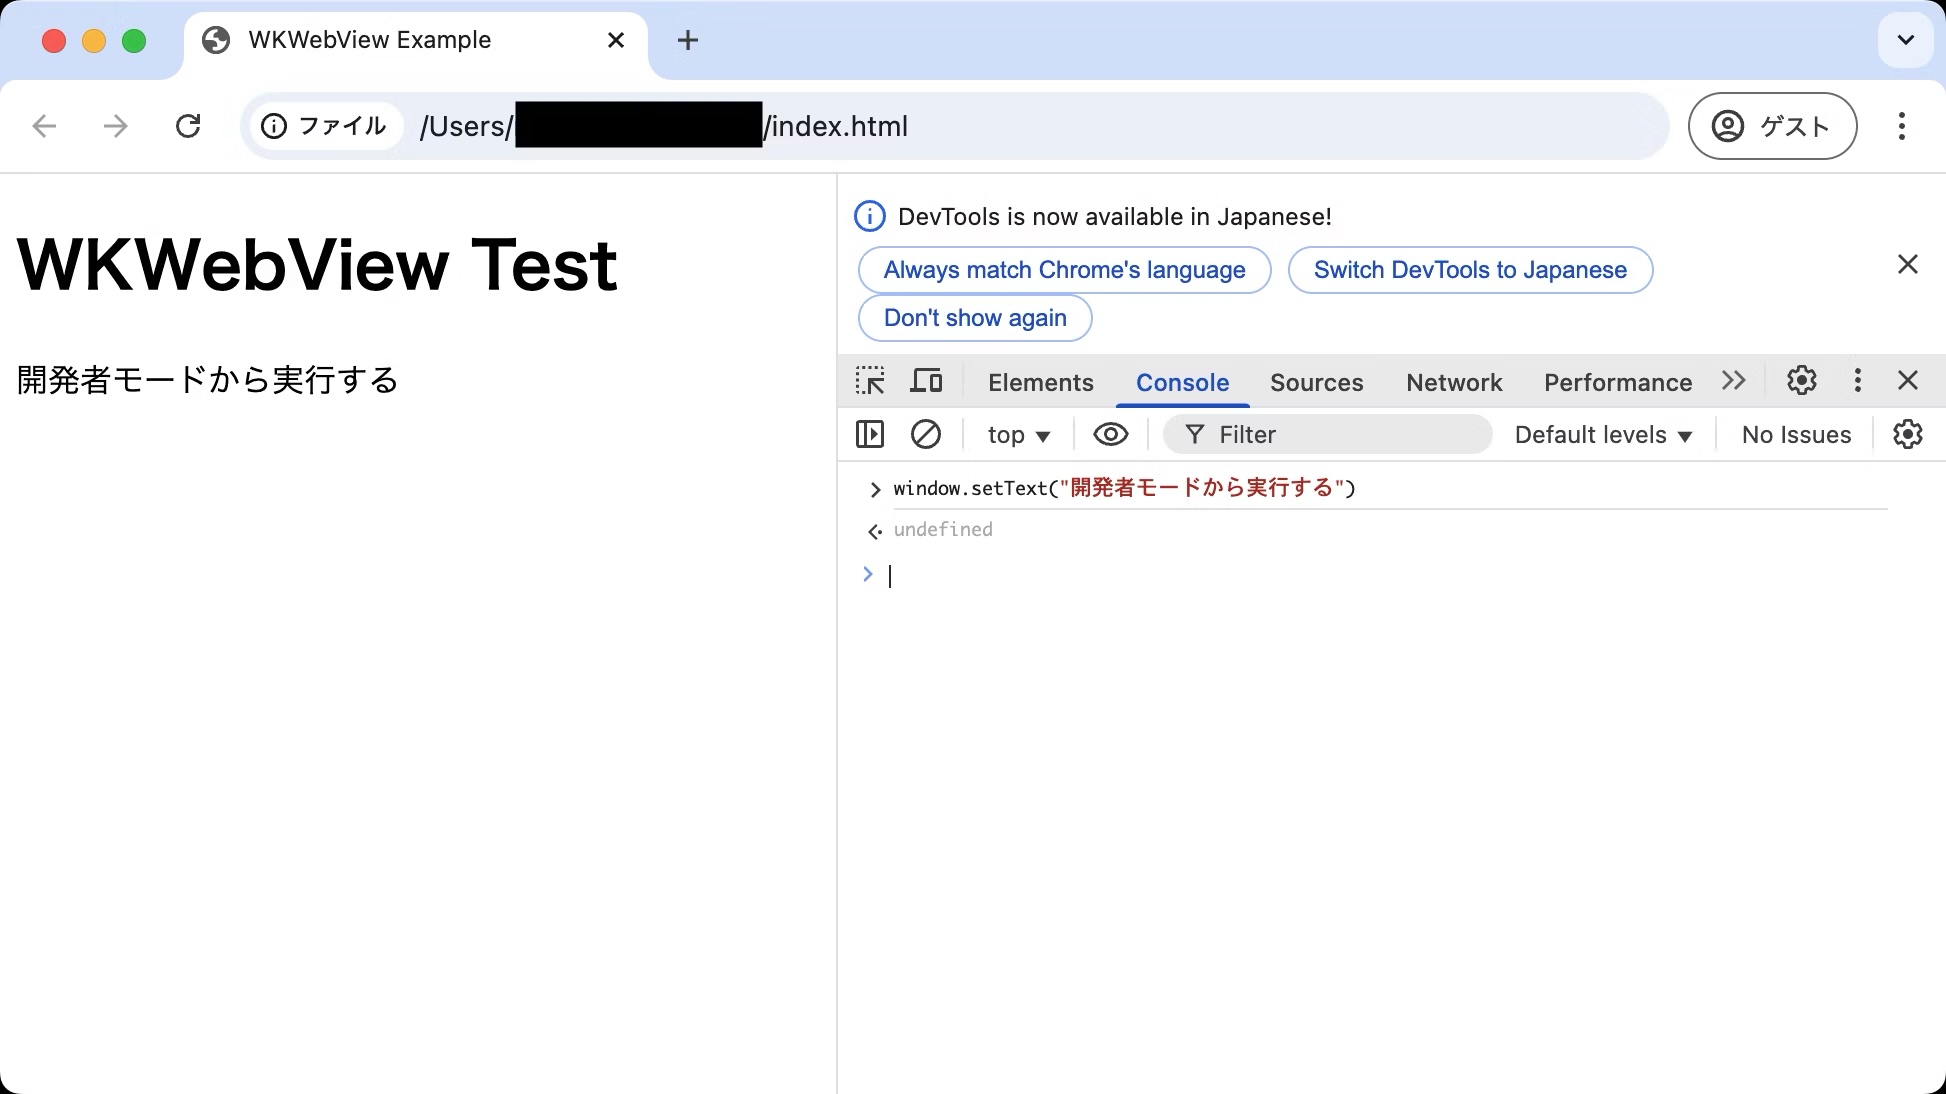 WKWebView Example
ファイル /Users/ /index.html ゲスト
WKWebView Test
開発者モードから実行する
DevTools is now available in Japanese!
Always match Chrome's language Switch DevTools to Japanese
Don't show again
Elements Console Sources Network Performance
top Filter Default levels No Issues
window.setText("開発者モードから実行する")
undefined